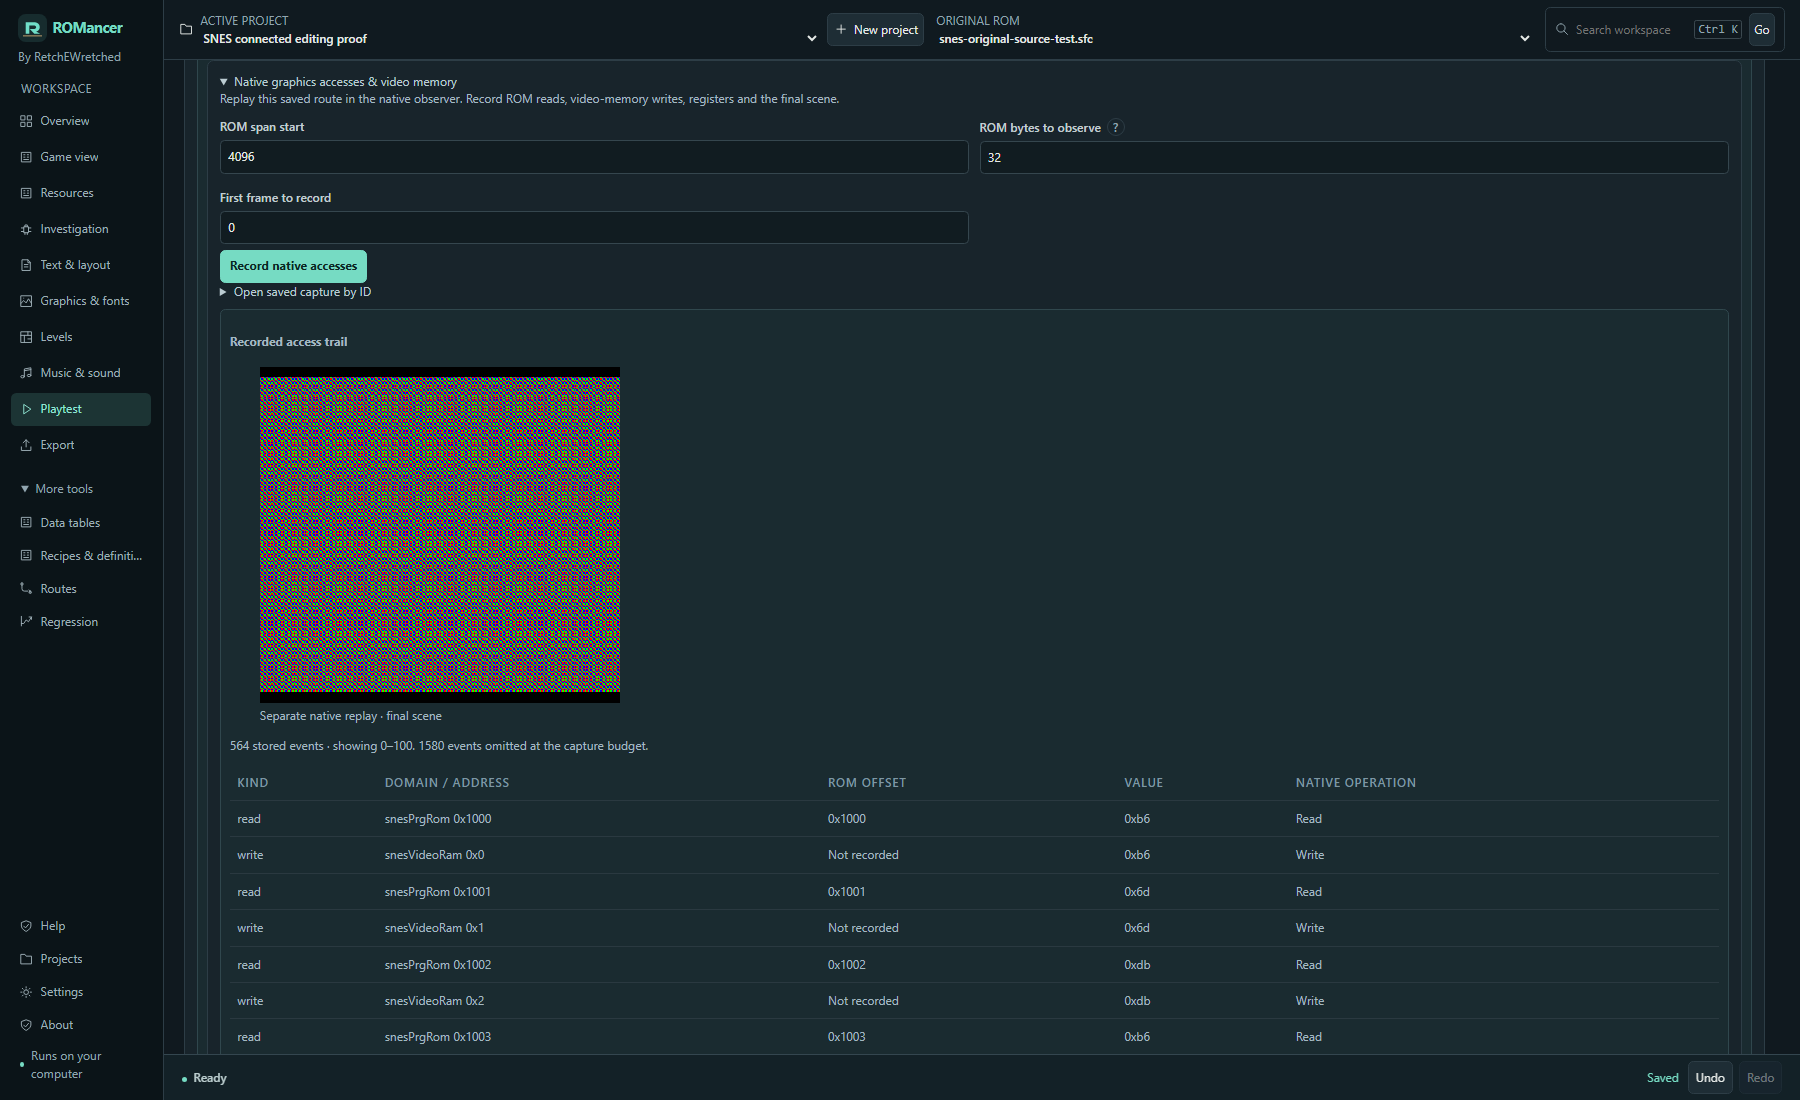 ROMancer
By RetchEWretched
WORKSPACE
Overview
Game view
Resources
Investigation
Text & layout
Graphics & fonts
Levels
Music & sound
Playtest
Export
More tools
Data tables
Recipes & definiti...
Routes
Regression
Help
Projects
Settings
About
Runs on your
computer
ACTIVE PROJECT
SNES connected editing proof
New project
ORIGINAL ROM
snes-original-source-test.sfc
Search workspace
Ctrl K
Go
Native graphics accesses & video memory
Replay this saved route in the native observer. Record ROM reads, video-memory writes, registers and the final scene.
ROM span start
4096
ROM bytes to observe ?
32
First frame to record
0
Record native accesses
Open saved capture by ID
Recorded access trail
Separate native replay · final scene
564 stored events · showing 0–100. 1580 events omitted at the capture budget.
KIND DOMAIN / ADDRESS ROM OFFSET VALUE NATIVE OPERATION
read snesPrgRom 0x1000 0x1000 0xb6 Read
write snesVideoRam 0x0 Not recorded 0xb6 Write
read snesPrgRom 0x1001 0x1001 0x6d Read
write snesVideoRam 0x1 Not recorded 0x6d Write
read snesPrgRom 0x1002 0x1002 0xdb Read
write snesVideoRam 0x2 Not recorded 0xdb Write
read snesPrgRom 0x1003 0x1003 0xb6 Read
Ready
Saved
Undo
Redo